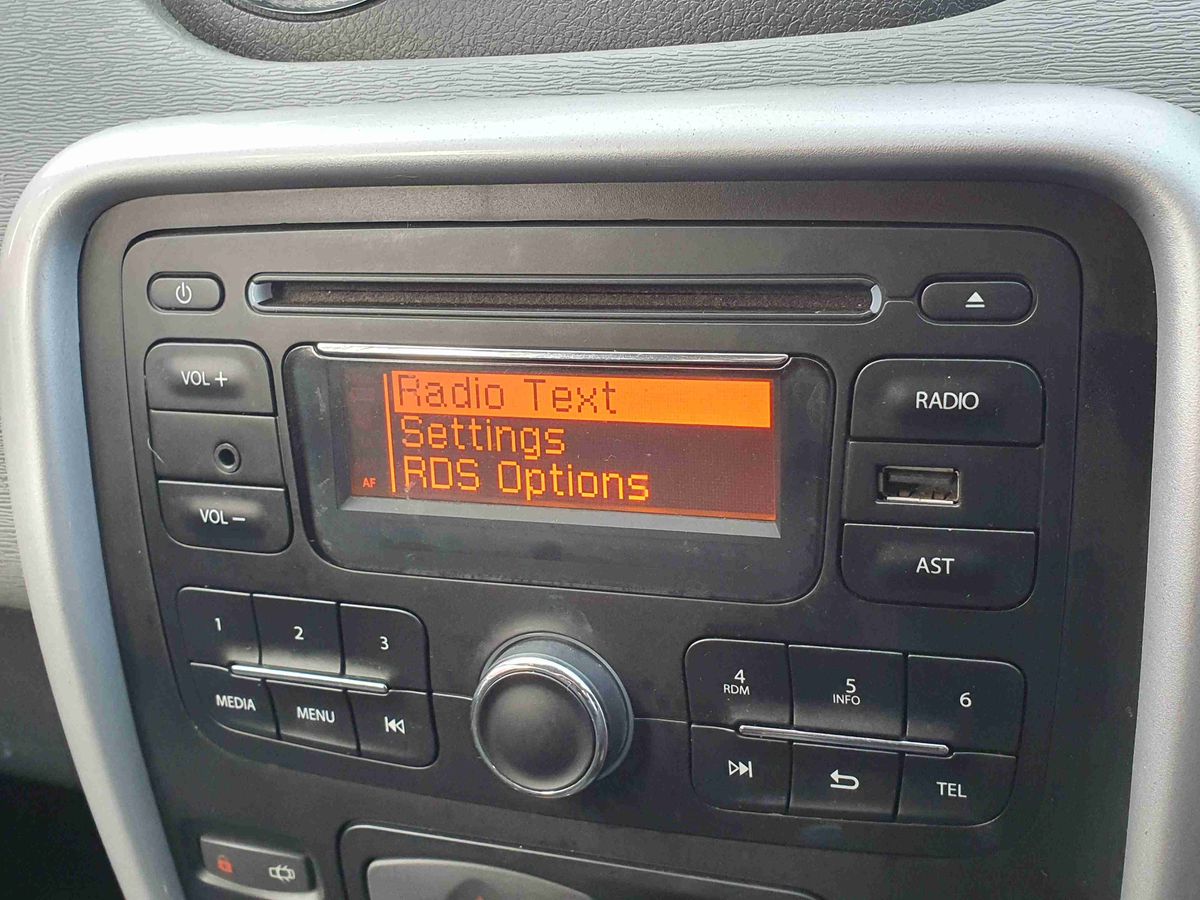 VOL +
VOL −
Radio Text
Settings
RDS Options
AF
RADIO
AST
1
2
3
MEDIA
MENU
4
RDM
5
INFO
6
TEL